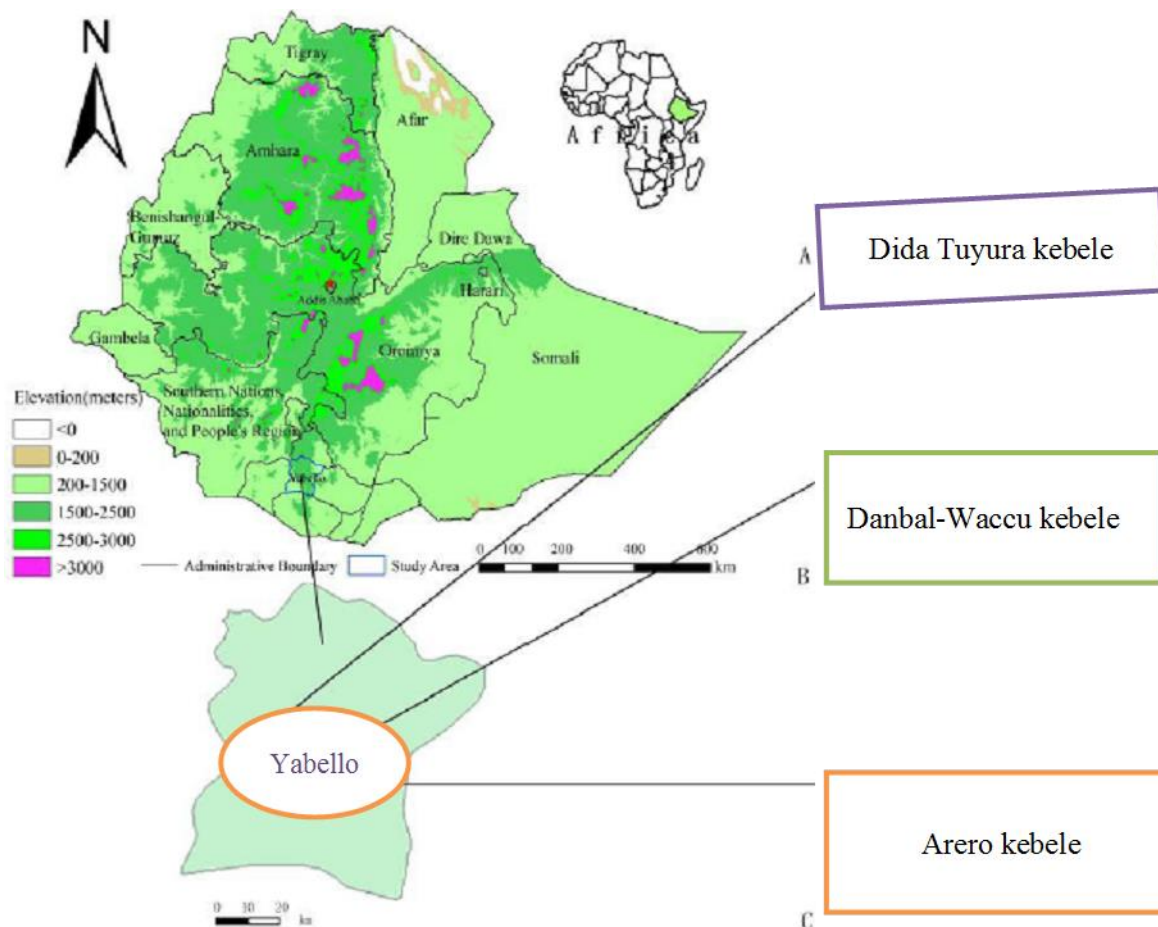 N
Tigray
Afar
Amhara
Africa
Benishangul-
Gumuz
Dire Dawa
A
Dida Tuyura kebele
Harari
Addis Ababa
Gambela
Oromiya
Somali
Southern Nations,
Nationalities,
and People's Region
Elevation(meters)
<0
0-200
200-1500
1500-2500
2500-3000
>3000
Administrative Boundary
Study Area
0 100 200 400 600
km
B
Danbal-Waccu kebele
Yabello
Arero kebele
C
0 10 20
km